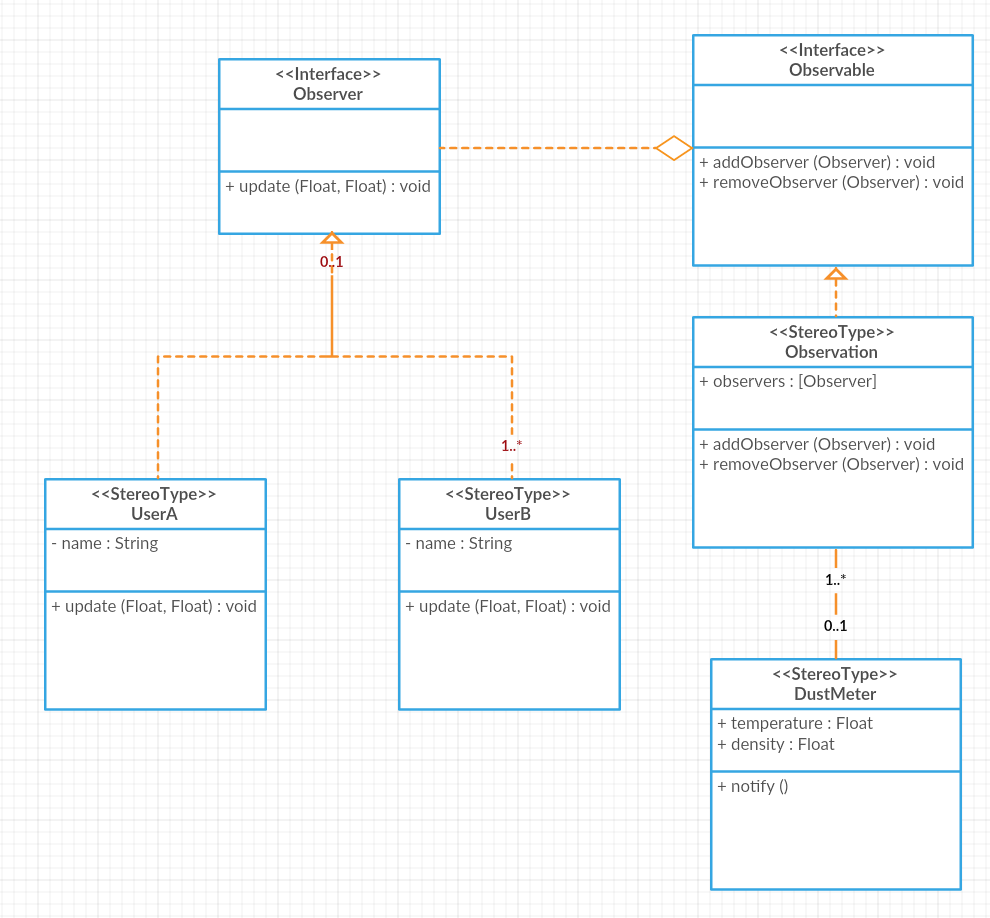 <<Interface>>
Observer
+ update (Float, Float) : void
<<Interface>>
Observable
+ addObserver (Observer) : void
+ removeObserver (Observer) : void
0..1
1..*
<<StereoType>>
UserA
- name : String
+ update (Float, Float) : void
<<StereoType>>
UserB
- name : String
+ update (Float, Float) : void
<<StereoType>>
Observation
+ observers : [Observer]
+ addObserver (Observer) : void
+ removeObserver (Observer) : void
1..*
0..1
<<StereoType>>
DustMeter
+ temperature : Float
+ density : Float
+ notify ()